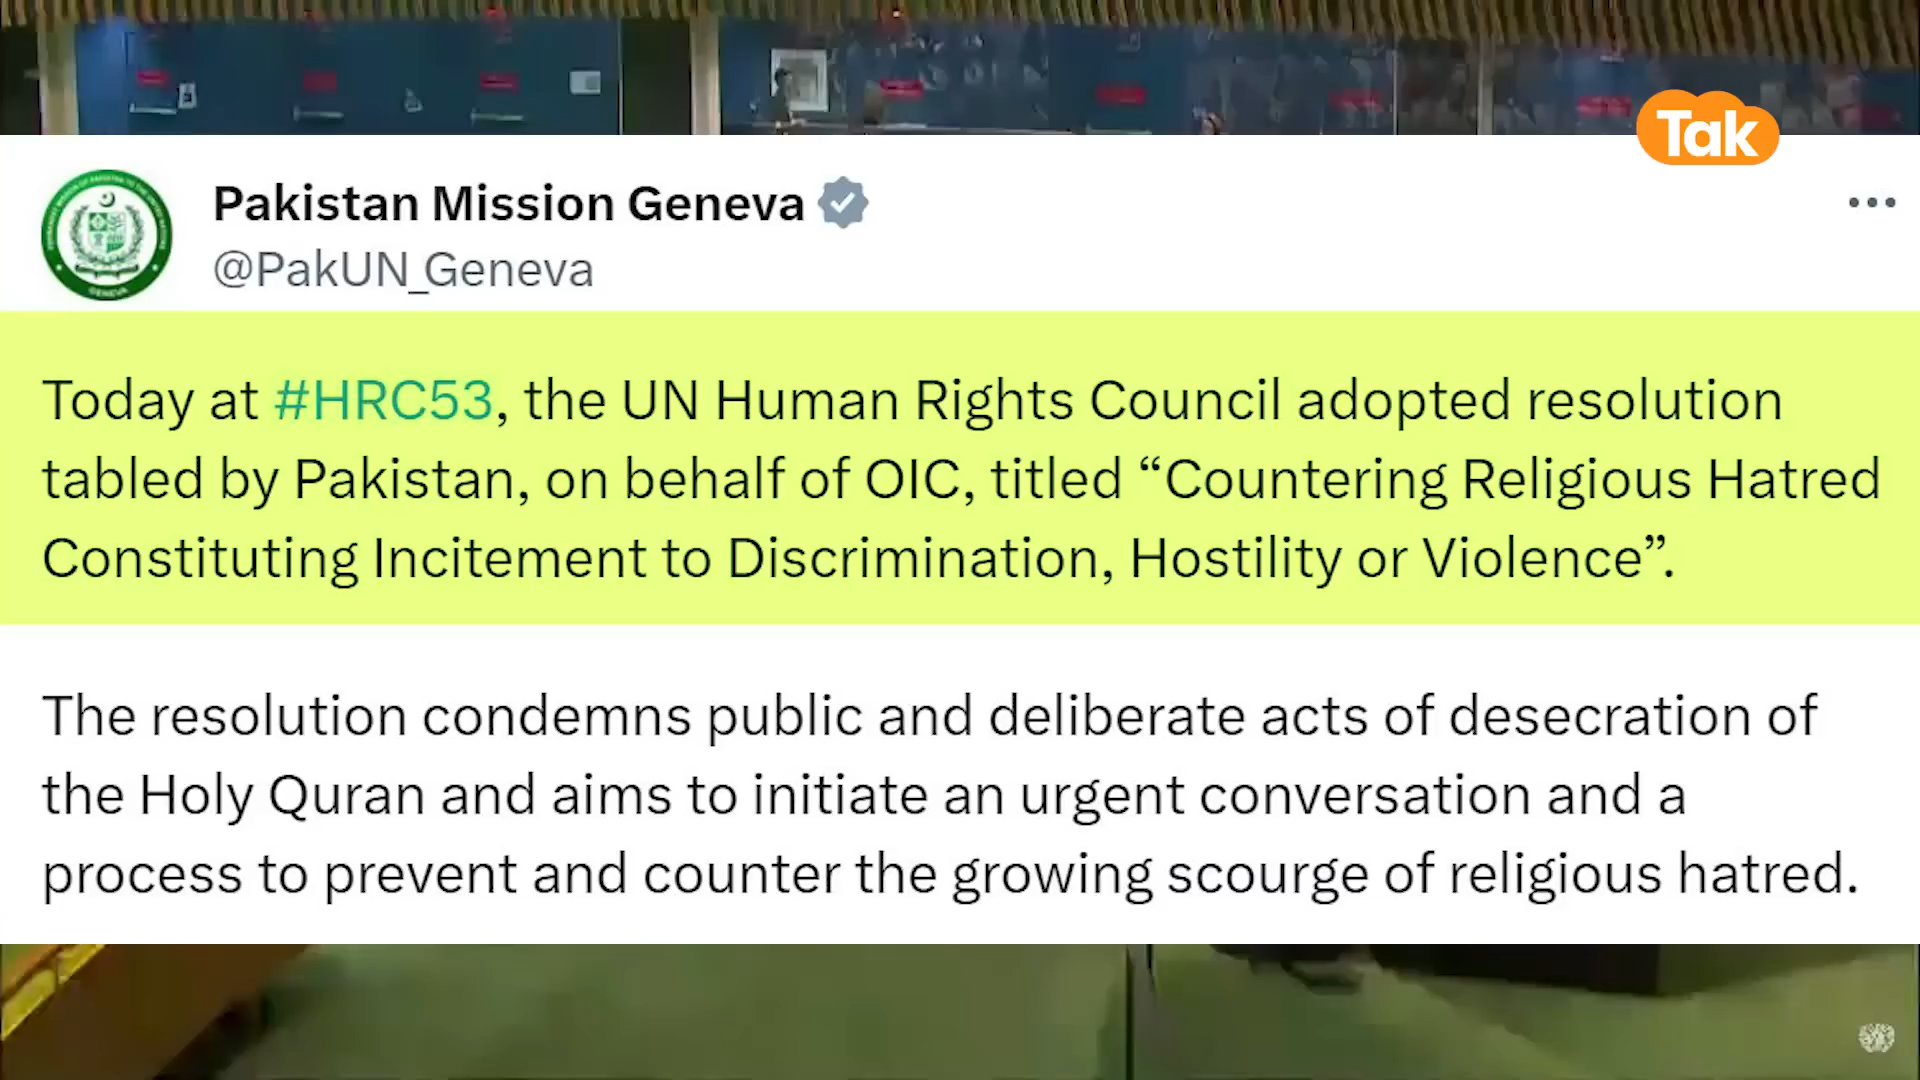 Tak
Pakistan Mission Geneva
@PakUN_Geneva
Today at #HRC53, the UN Human Rights Council adopted resolution
tabled by Pakistan, on behalf of OIC, titled “Countering Religious Hatred
Constituting Incitement to Discrimination, Hostility or Violence”.
The resolution condemns public and deliberate acts of desecration of
the Holy Quran and aims to initiate an urgent conversation and a
process to prevent and counter the growing scourge of religious hatred.